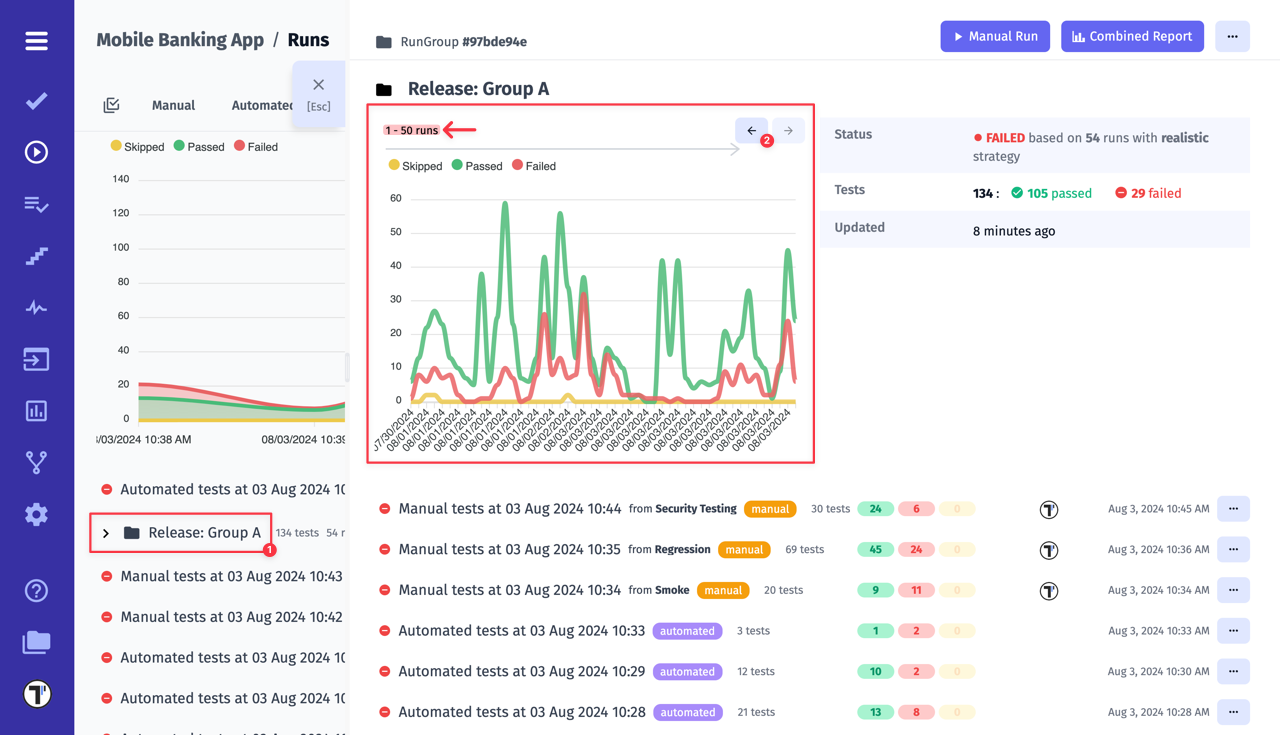 Mobile Banking App / Runs
[Esc]
Manual
Automated
Skipped Passed Failed
140
120
100
80
60
40
20
0
/03/2024 10:38 AM
08/03/2024 10:39
Automated tests at 03 Aug 2024 10
Release: Group A
134 tests 54 r
1
Manual tests at 03 Aug 2024 10:43
Manual tests at 03 Aug 2024 10:42
Automated tests at 03 Aug 2024 10
Automated tests at 03 Aug 2024 10
RunGroup #97bde94e
Manual Run
Combined Report
Release: Group A
1 - 50 runs
2
Skipped Passed Failed
60
50
40
30
20
10
0
07/30/2024
08/01/2024
08/01/2024
08/01/2024
08/01/2024
08/01/2024
08/01/2024
08/01/2024
08/02/2024
08/02/2024
08/02/2024
08/03/2024
08/03/2024
08/03/2024
08/03/2024
08/03/2024
08/03/2024
08/03/2024
08/03/2024
08/03/2024
08/03/2024
08/03/2024
08/03/2024
08/03/2024
08/03/2024
Status
FAILED based on 54 runs with realistic
strategy
Tests
134 : 105 passed 29 failed
Updated
8 minutes ago
Manual tests at 03 Aug 2024 10:44 from Security Testing manual 30 tests 24 6 0 Aug 3, 2024 10:45 AM
Manual tests at 03 Aug 2024 10:35 from Regression manual 69 tests 45 24 0 Aug 3, 2024 10:36 AM
Manual tests at 03 Aug 2024 10:34 from Smoke manual 20 tests 9 11 0 Aug 3, 2024 10:34 AM
Automated tests at 03 Aug 2024 10:33 automated 3 tests 1 2 0 Aug 3, 2024 10:33 AM
Automated tests at 03 Aug 2024 10:29 automated 12 tests 10 2 0 Aug 3, 2024 10:30 AM
Automated tests at 03 Aug 2024 10:28 automated 21 tests 13 8 0 Aug 3, 2024 10:28 AM